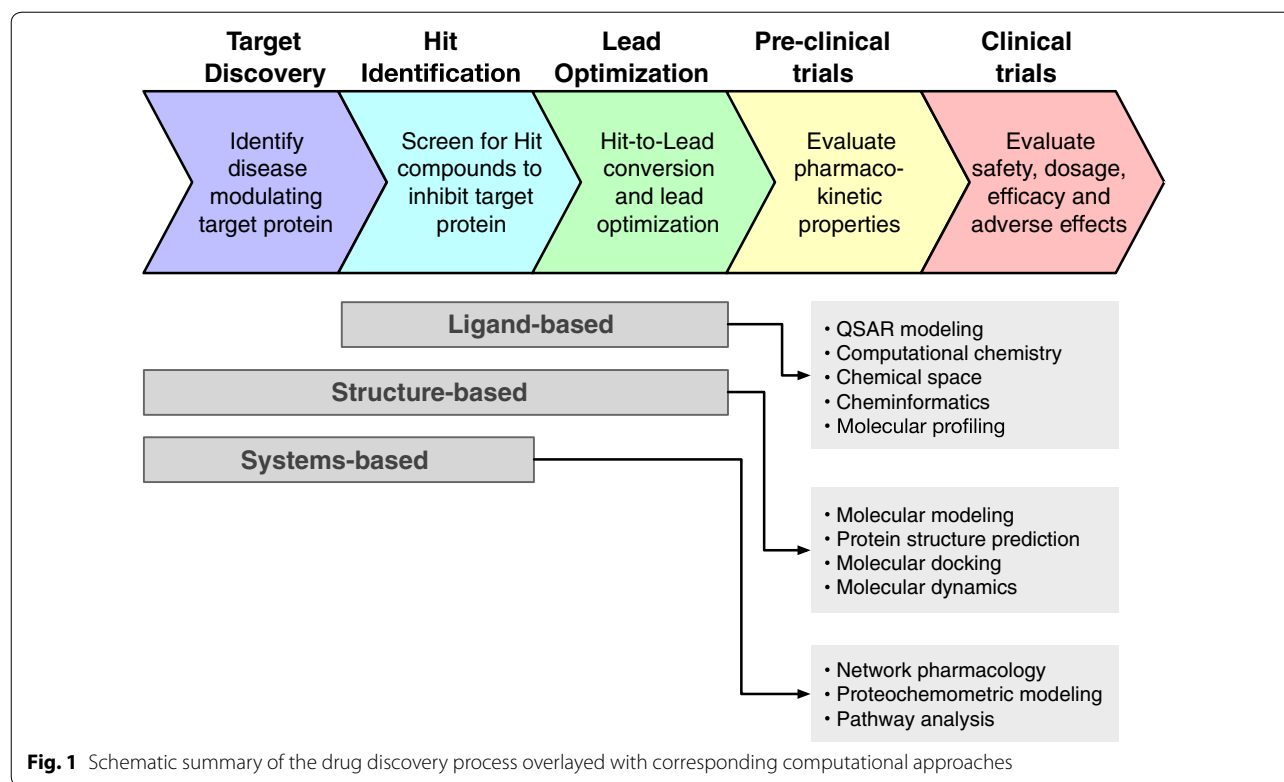 Target
Discovery
Hit
Identification
Lead
Optimization
Pre-clinical
trials
Clinical
trials
Identify
disease
modulating
target protein
Screen for Hit
compounds to
inhibit target
protein
Hit-to-Lead
conversion
and lead
optimization
Evaluate
pharmaco-
kinetic
properties
Evaluate
safety, dosage,
efficacy and
adverse effects
Ligand-based
Structure-based
Systems-based
• QSAR modeling
• Computational chemistry
• Chemical space
• Cheminformatics
• Molecular profiling
• Molecular modeling
• Protein structure prediction
• Molecular docking
• Molecular dynamics
• Network pharmacology
• Proteochemometric modeling
• Pathway analysis
Fig. 1 Schematic summary of the drug discovery process overlayed with corresponding computational approaches